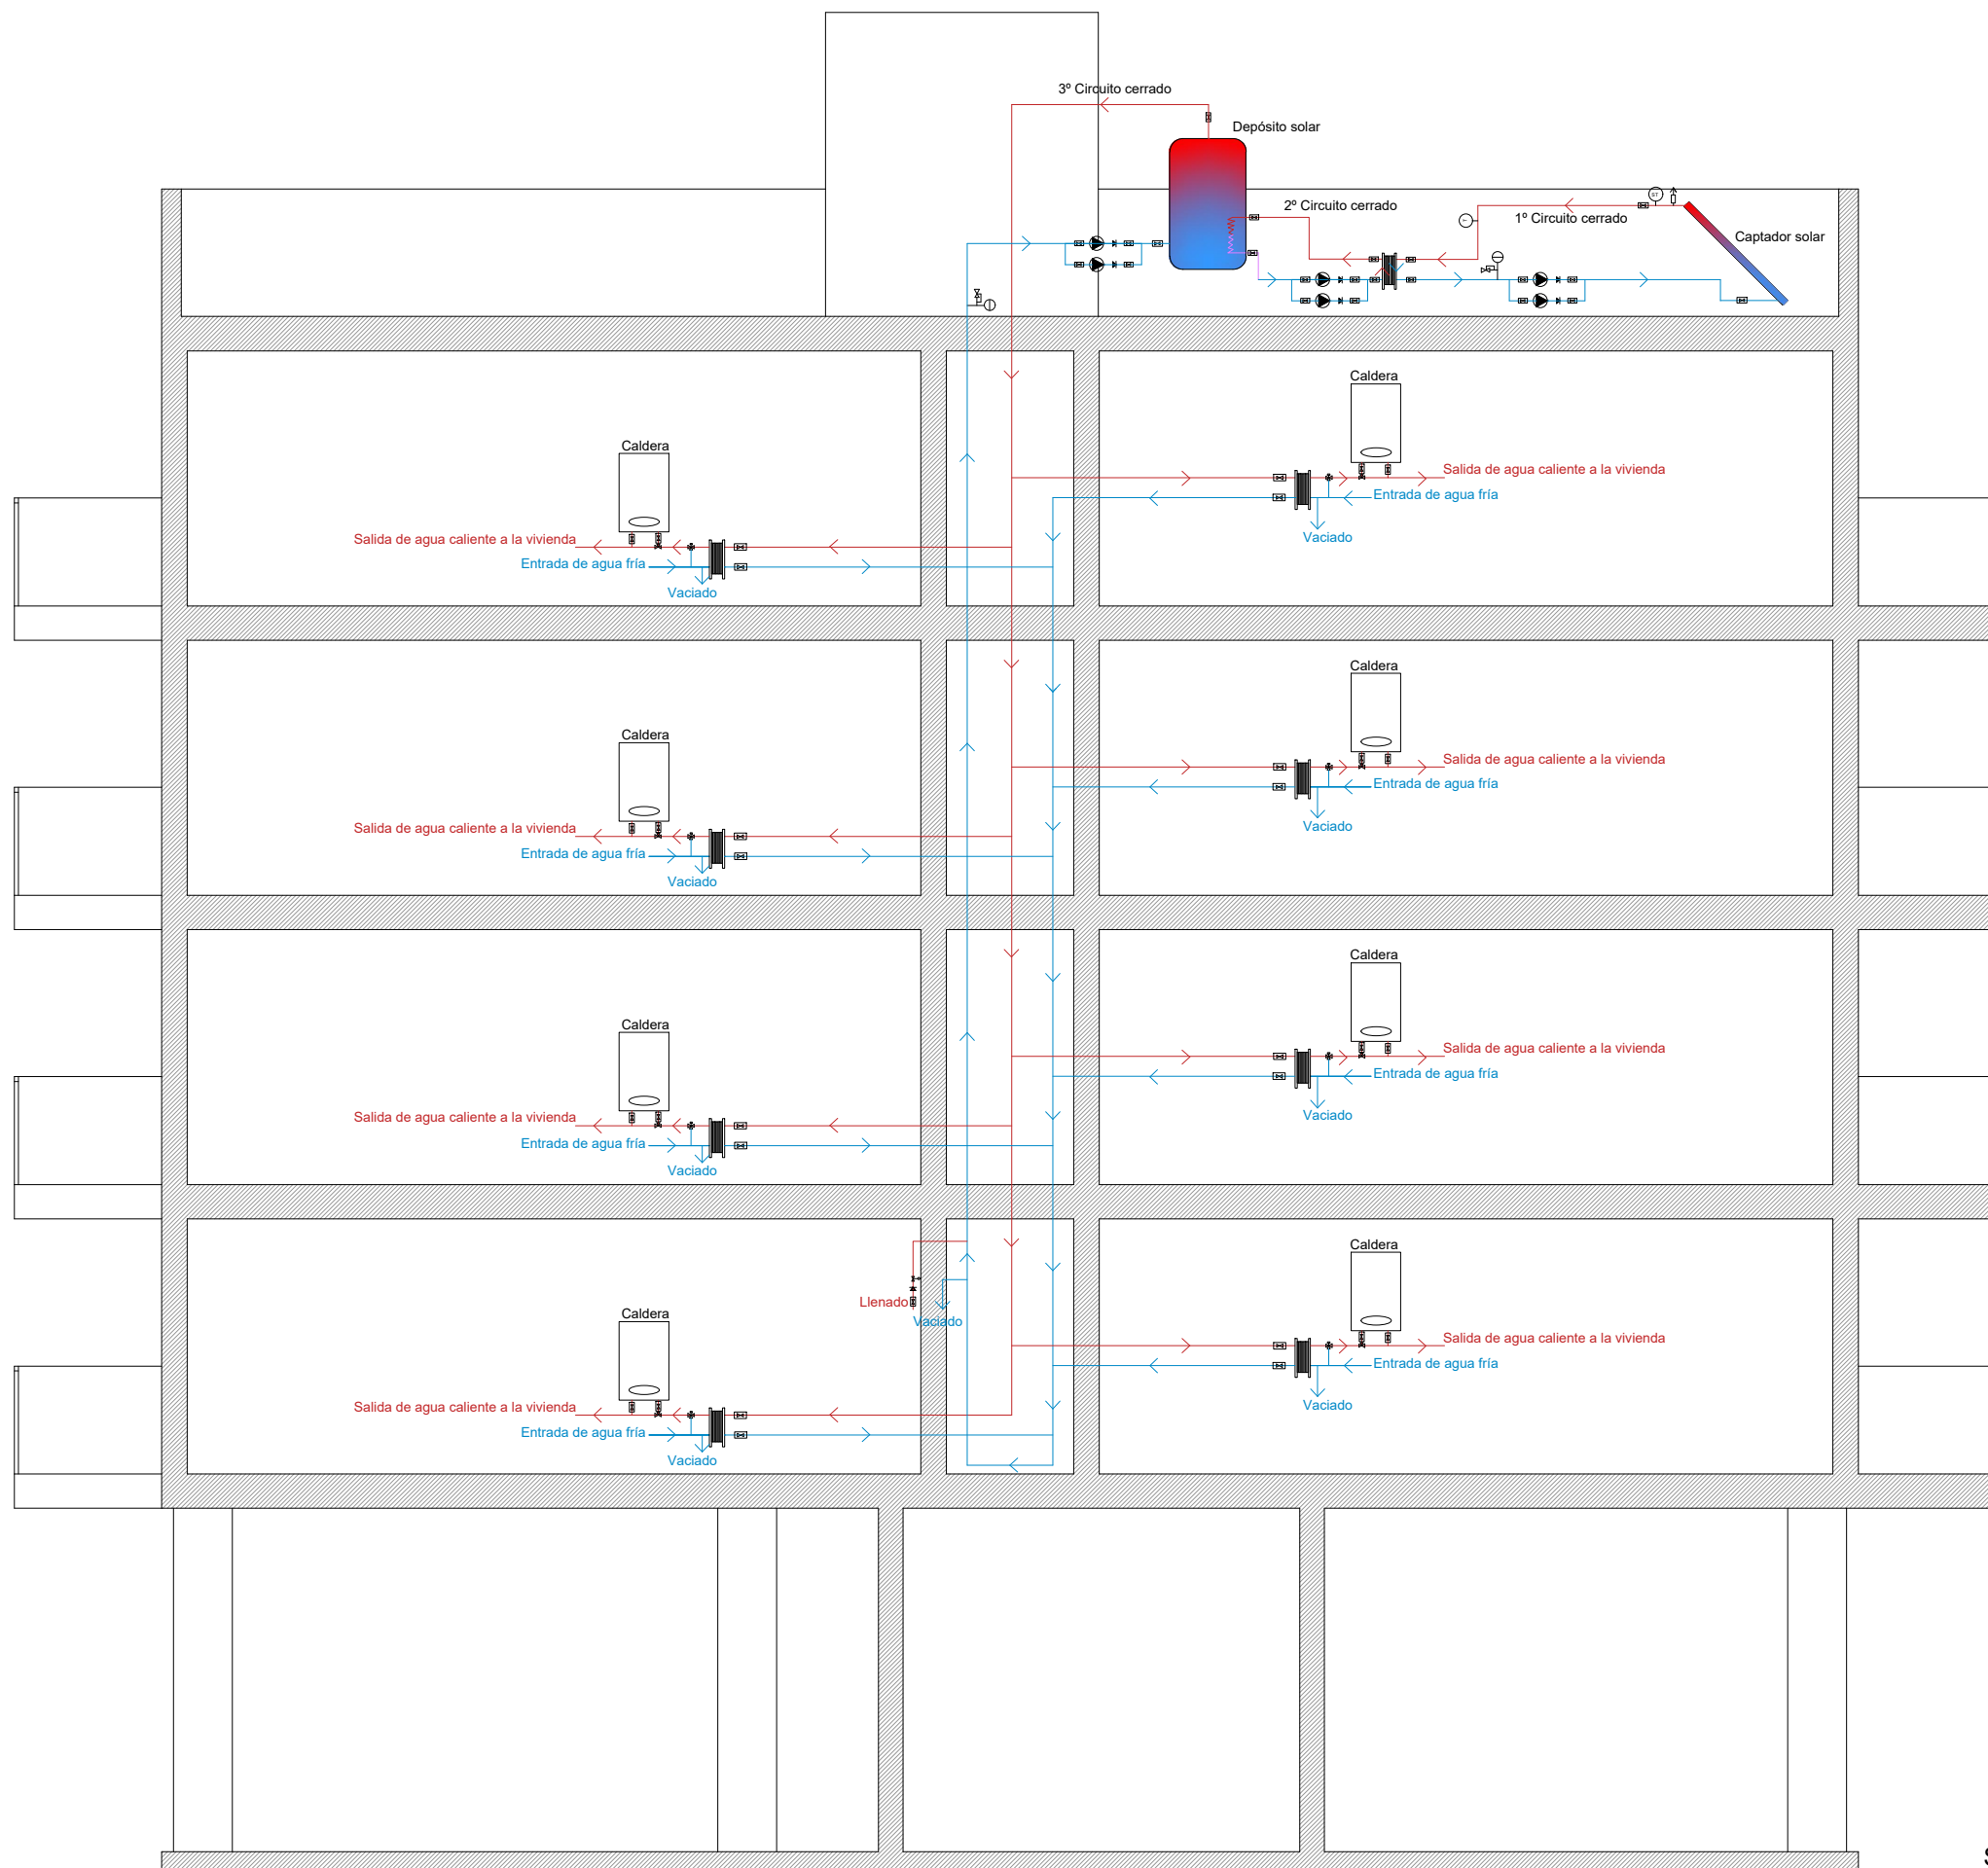 3º Circuito cerrado
Depósito solar
2º Circuito cerrado
1º Circuito cerrado
Captador solar
Caldera
Salida de agua caliente a la vivienda
Entrada de agua fría
Vaciado
Caldera
Salida de agua caliente a la vivienda
Entrada de agua fría
Vaciado
Caldera
Salida de agua caliente a la vivienda
Entrada de agua fría
Vaciado
Caldera
Salida de agua caliente a la vivienda
Entrada de agua fría
Vaciado
Caldera
Salida de agua caliente a la vivienda
Entrada de agua fría
Vaciado
Caldera
Salida de agua caliente a la vivienda
Entrada de agua fría
Vaciado
Caldera
Salida de agua caliente a la vivienda
Entrada de agua fría
Vaciado
Llenado
Vaciado
Caldera
Salida de agua caliente a la vivienda
Entrada de agua fría
Vaciado